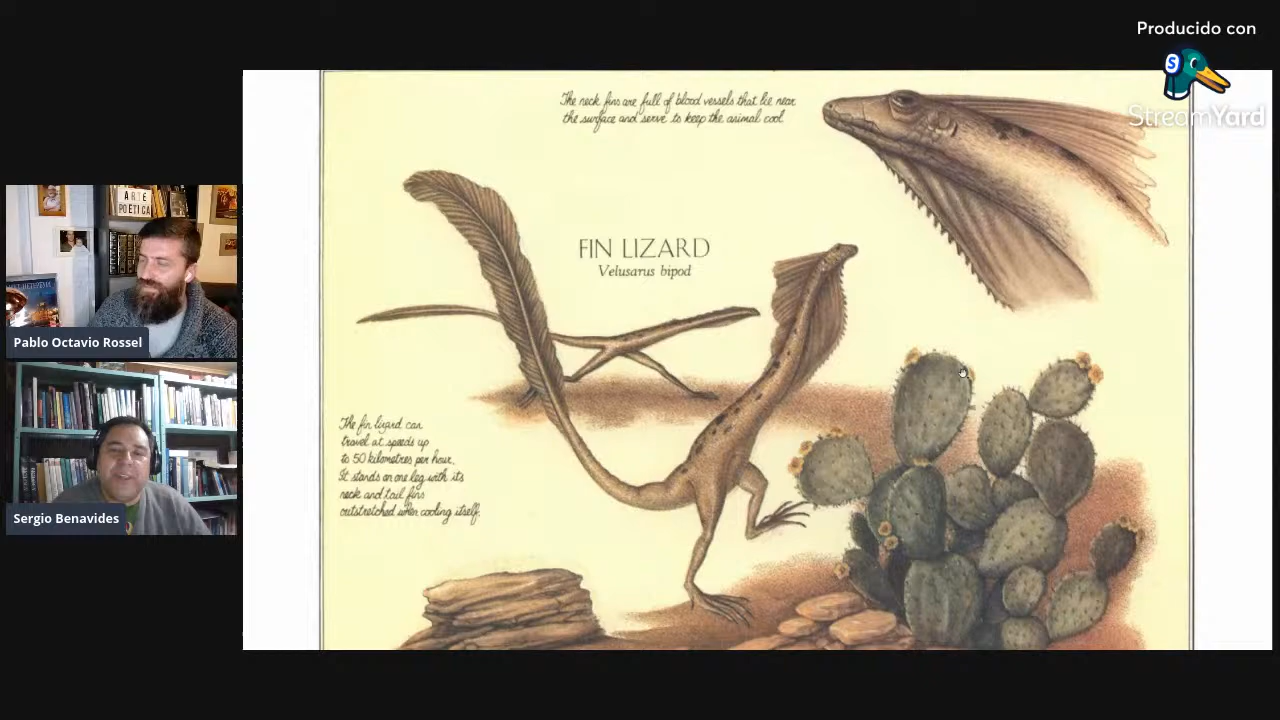 Producido con
StreamYard
The neck fins are full of blood vessels that lie near
the surface and serve to keep the animal cool
FIN LIZARD
Velusarus bipod
The fin lizard can
travel at speeds up
to 50 kilometres per hour.
It stands on one leg with its
neck and tail fins
outstretched when cooling itself.
ARTE
POÉTICA
Pablo Octavio Rossel
Sergio Benavides